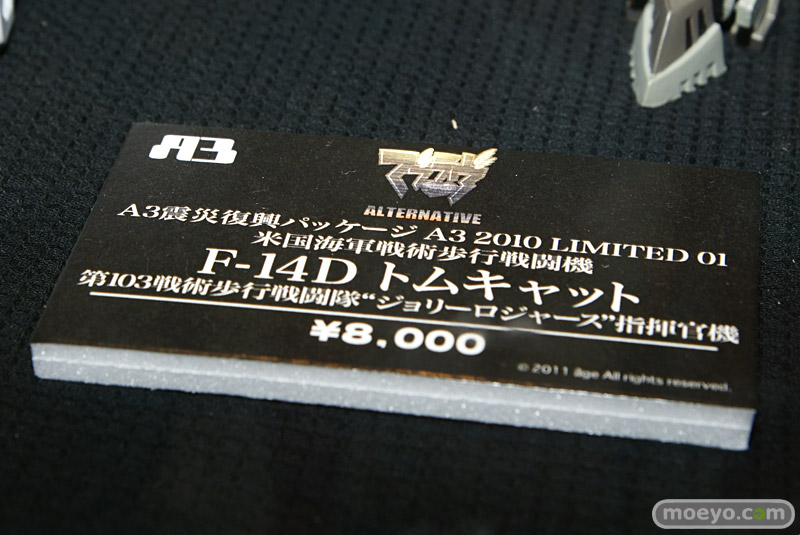 A3
マブラヴ
ALTERNATIVE
A3震災復興パッケージ A3 2010 LIMITED 01
米国海軍戦術歩行戦闘機
F-14D トムキャット
第103戦術歩行戦闘隊“ジョリーロジャース”指揮官機
¥8,000
© 2011 âge All rights reserved.
moeyo.com